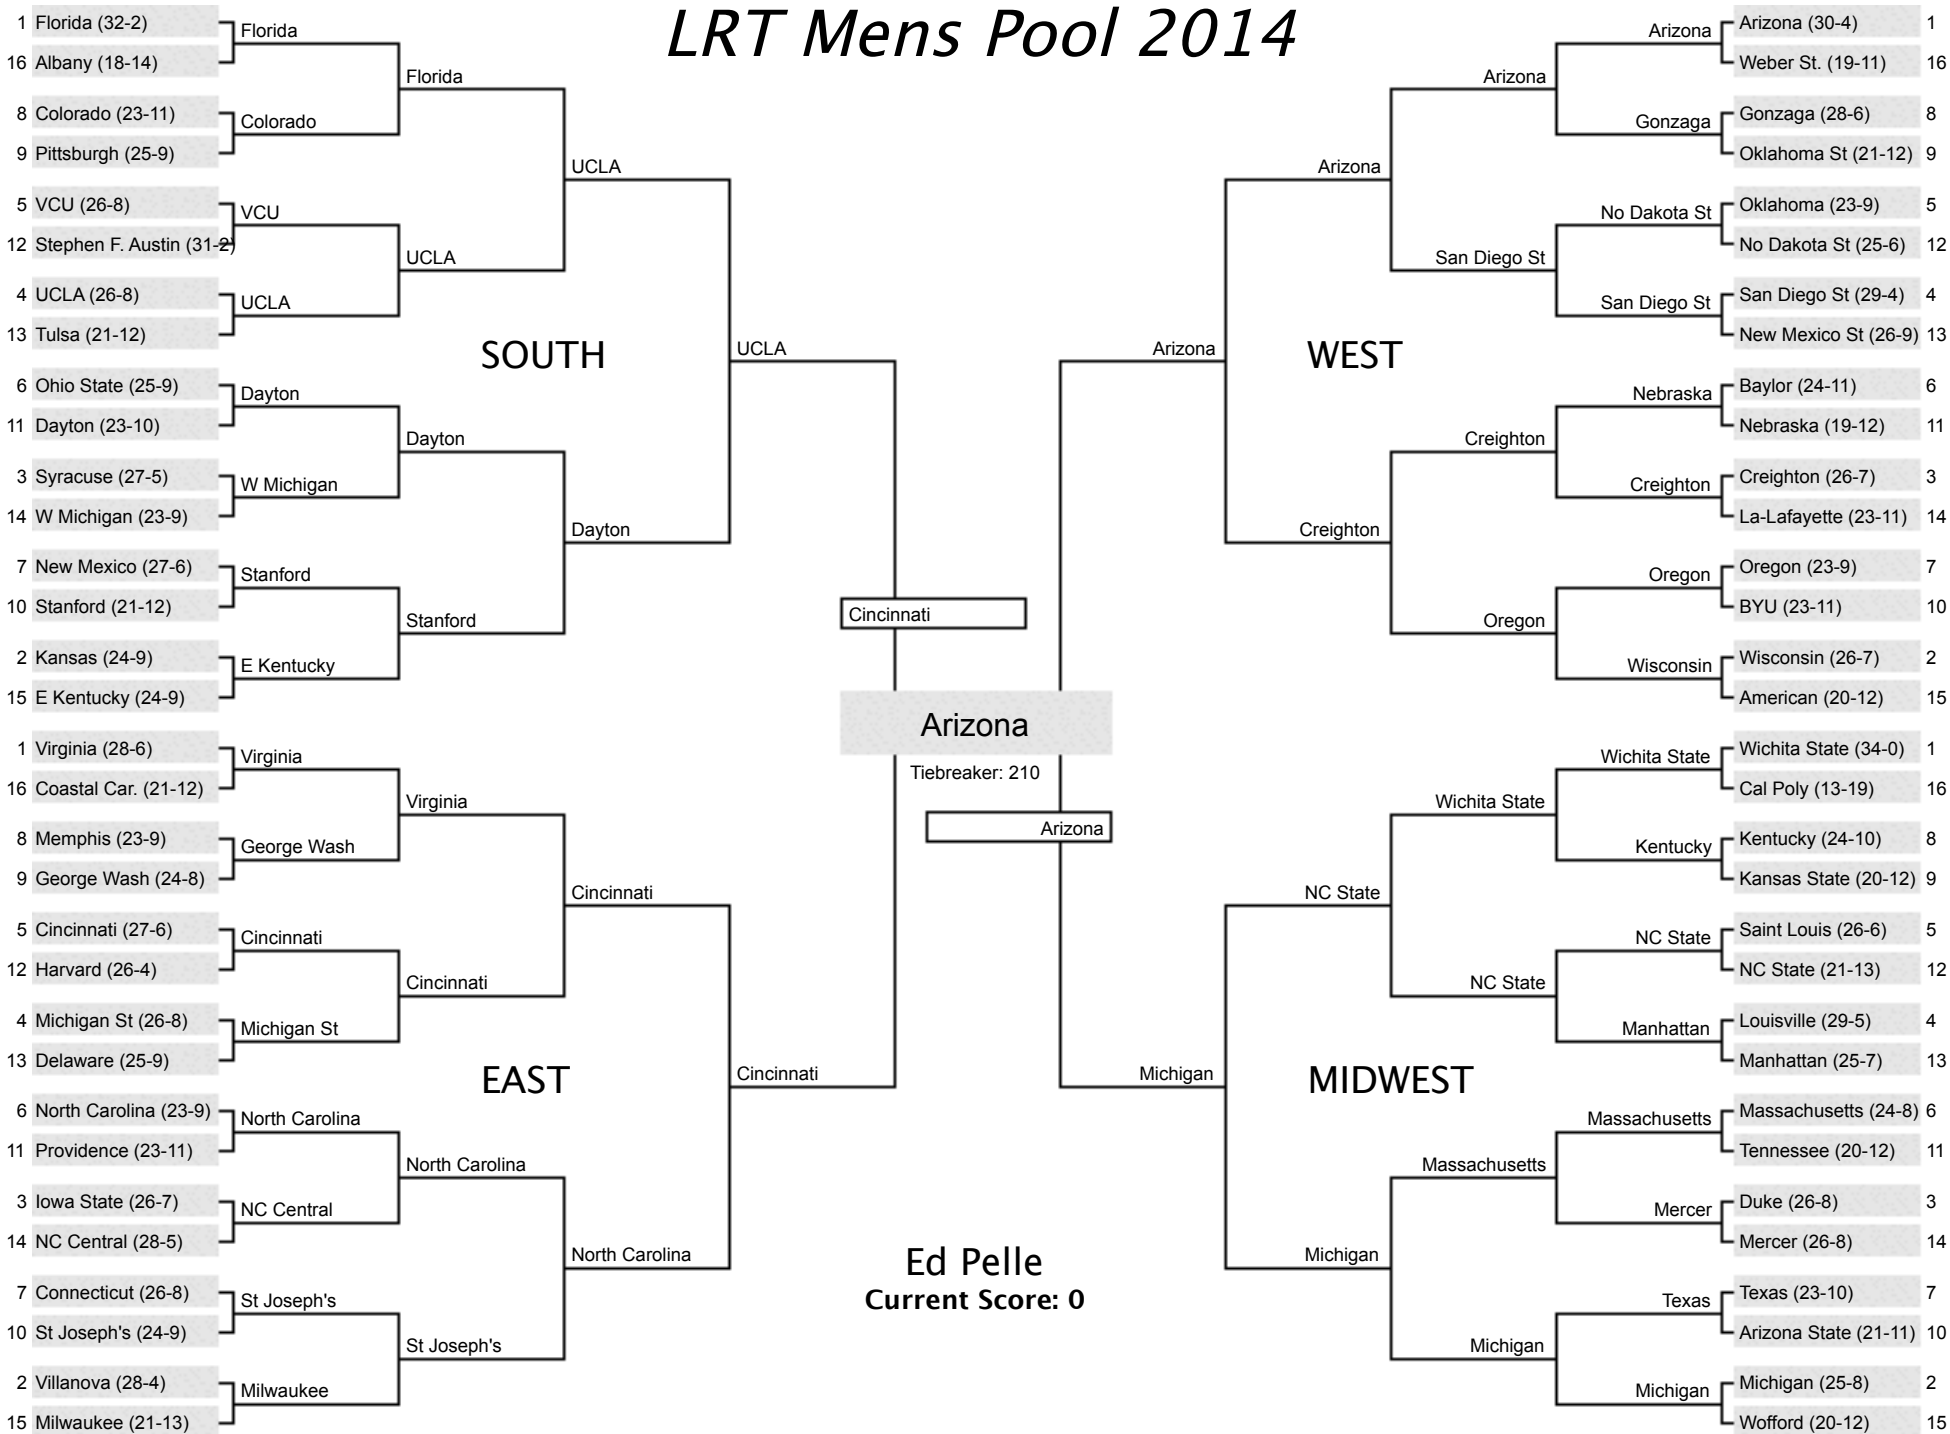 LRT Mens Pool 2014
1 Florida (32-2)
16 Albany (18-14)
8 Colorado (23-11)
9 Pittsburgh (25-9)
5 VCU (26-8)
12 Stephen F. Austin (31-2)
4 UCLA (26-8)
13 Tulsa (21-12)
6 Ohio State (25-9)
11 Dayton (23-10)
3 Syracuse (27-5)
14 W Michigan (23-9)
7 New Mexico (27-6)
10 Stanford (21-12)
2 Kansas (24-9)
15 E Kentucky (24-9)
Florida
Colorado
VCU
UCLA
Dayton
W Michigan
Stanford
E Kentucky
Florida
UCLA
Dayton
Stanford
UCLA
Dayton
SOUTH
UCLA
1 Virginia (28-6)
16 Coastal Car. (21-12)
8 Memphis (23-9)
9 George Wash (24-8)
5 Cincinnati (27-6)
12 Harvard (26-4)
4 Michigan St (26-8)
13 Delaware (25-9)
6 North Carolina (23-9)
11 Providence (23-11)
3 Iowa State (26-7)
14 NC Central (28-5)
7 Connecticut (26-8)
10 St Joseph's (24-9)
2 Villanova (28-4)
15 Milwaukee (21-13)
Virginia
George Wash
Cincinnati
Michigan St
North Carolina
NC Central
St Joseph's
Milwaukee
Virginia
Cincinnati
North Carolina
St Joseph's
Cincinnati
North Carolina
EAST
Cincinnati
Cincinnati
Arizona
Tiebreaker: 210
Arizona
Ed Pelle
Current Score: 0
Arizona (30-4) 1
Weber St. (19-11) 16
Gonzaga (28-6) 8
Oklahoma St (21-12) 9
Oklahoma (23-9) 5
No Dakota St (25-6) 12
San Diego St (29-4) 4
New Mexico St (26-9) 13
Baylor (24-11) 6
Nebraska (19-12) 11
Creighton (26-7) 3
La-Lafayette (23-11) 14
Oregon (23-9) 7
BYU (23-11) 10
Wisconsin (26-7) 2
American (20-12) 15
Arizona
Gonzaga
No Dakota St
San Diego St
Nebraska
Creighton
Oregon
Wisconsin
Arizona
San Diego St
Creighton
Oregon
Arizona
Creighton
WEST
Arizona
Wichita State (34-0) 1
Cal Poly (13-19) 16
Kentucky (24-10) 8
Kansas State (20-12) 9
Saint Louis (26-6) 5
NC State (21-13) 12
Louisville (29-5) 4
Manhattan (25-7) 13
Massachusetts (24-8) 6
Tennessee (20-12) 11
Duke (26-8) 3
Mercer (26-8) 14
Texas (23-10) 7
Arizona State (21-11) 10
Michigan (25-8) 2
Wofford (20-12) 15
Wichita State
Kentucky
NC State
Manhattan
Massachusetts
Mercer
Texas
Michigan
Wichita State
NC State
Massachusetts
Michigan
NC State
Michigan
MIDWEST
Michigan